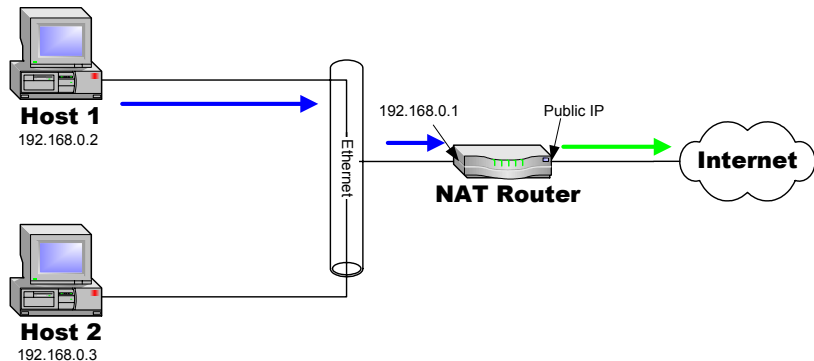 Host 1
192.168.0.2
Ethernet
192.168.0.1
Public IP
NAT Router
Internet
Host 2
192.168.0.3